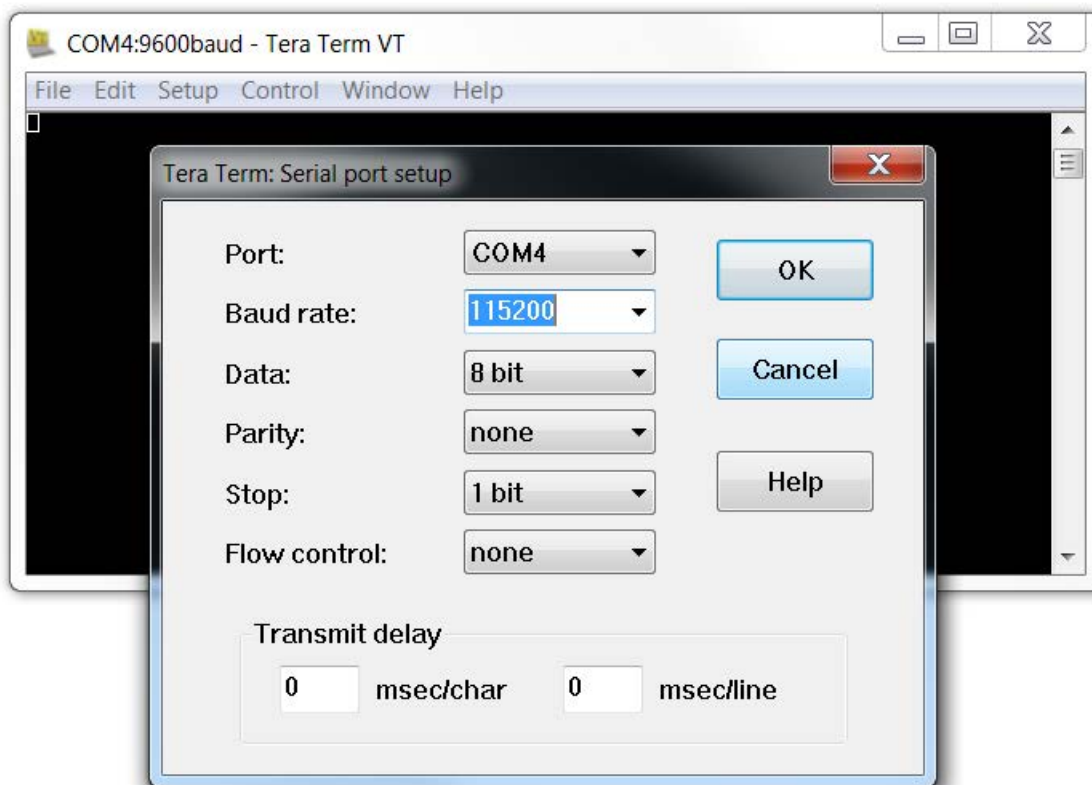 COM4:9600baud - Tera Term VT
File Edit Setup Control Window Help
Tera Term: Serial port setup
Port: COM4
OK
Baud rate: 115200
Data: 8 bit
Cancel
Parity: none
Stop: 1 bit
Help
Flow control: none
Transmit delay
0 msec/char 0 msec/line